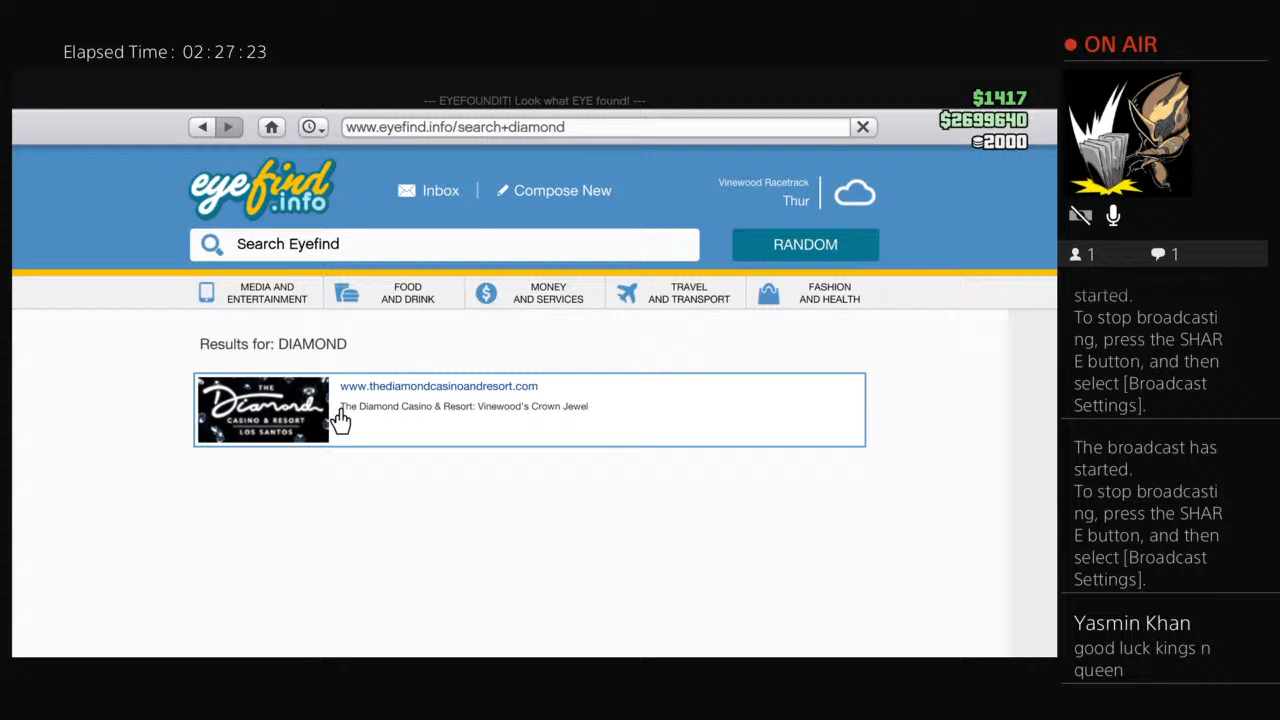 Elapsed Time: 02:27:23
ON AIR
--- EYEFOUNDIT! Look what EYE found! ---
$1417
$2699640
2000
www.eyefind.info/search+diamond
eyefind
.info
Inbox
Compose New
Vinewood Racetrack
Thur
Search Eyefind
RANDOM
MEDIA AND
ENTERTAINMENT
FOOD
AND DRINK
MONEY
AND SERVICES
TRAVEL
AND TRANSPORT
FASHION
AND HEALTH
Results for: DIAMOND
THE
Diamond
CASINO & RESORT
LOS SANTOS
www.thediamondcasinoandresort.com
The Diamond Casino & Resort: Vinewood's Crown Jewel
1
1
started.
To stop broadcasti
ng, press the SHAR
E button, and then
select [Broadcast
Settings].
The broadcast has
started.
To stop broadcasti
ng, press the SHAR
E button, and then
select [Broadcast
Settings].
Yasmin Khan
good luck kings n
queen